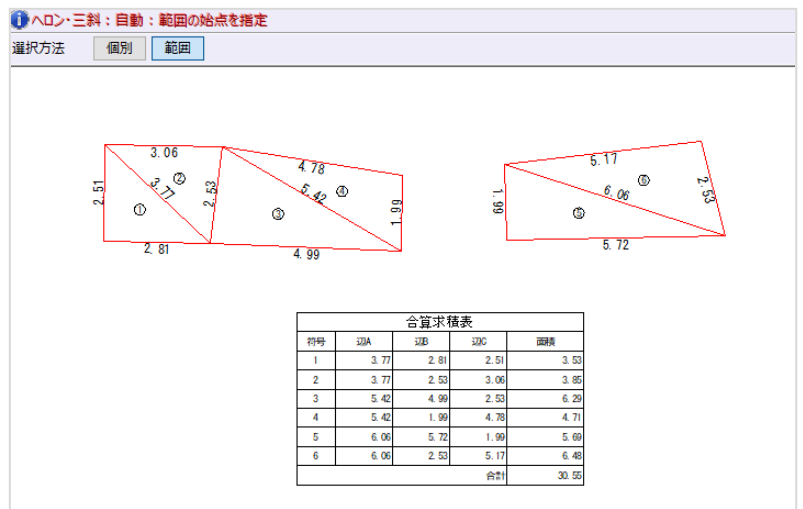 ヘロン・三斜：自動：範囲の始点を指定
選択方法 個別 範囲
3.06
②
3.77
2.51
①
2.53
2.81
4.78
5.42
④
③
1.99
4.99
5.17
⑥
6.06
2.53
1.99
⑤
5.72
合算求積表
符号 辺A 辺B 辺C 面積
1 3.77 2.81 2.51 3.53
2 3.77 2.53 3.06 3.85
3 5.42 4.99 2.53 6.29
4 5.42 1.99 4.78 4.71
5 6.06 5.72 1.99 5.69
6 6.06 2.53 5.17 6.48
合計 30.55